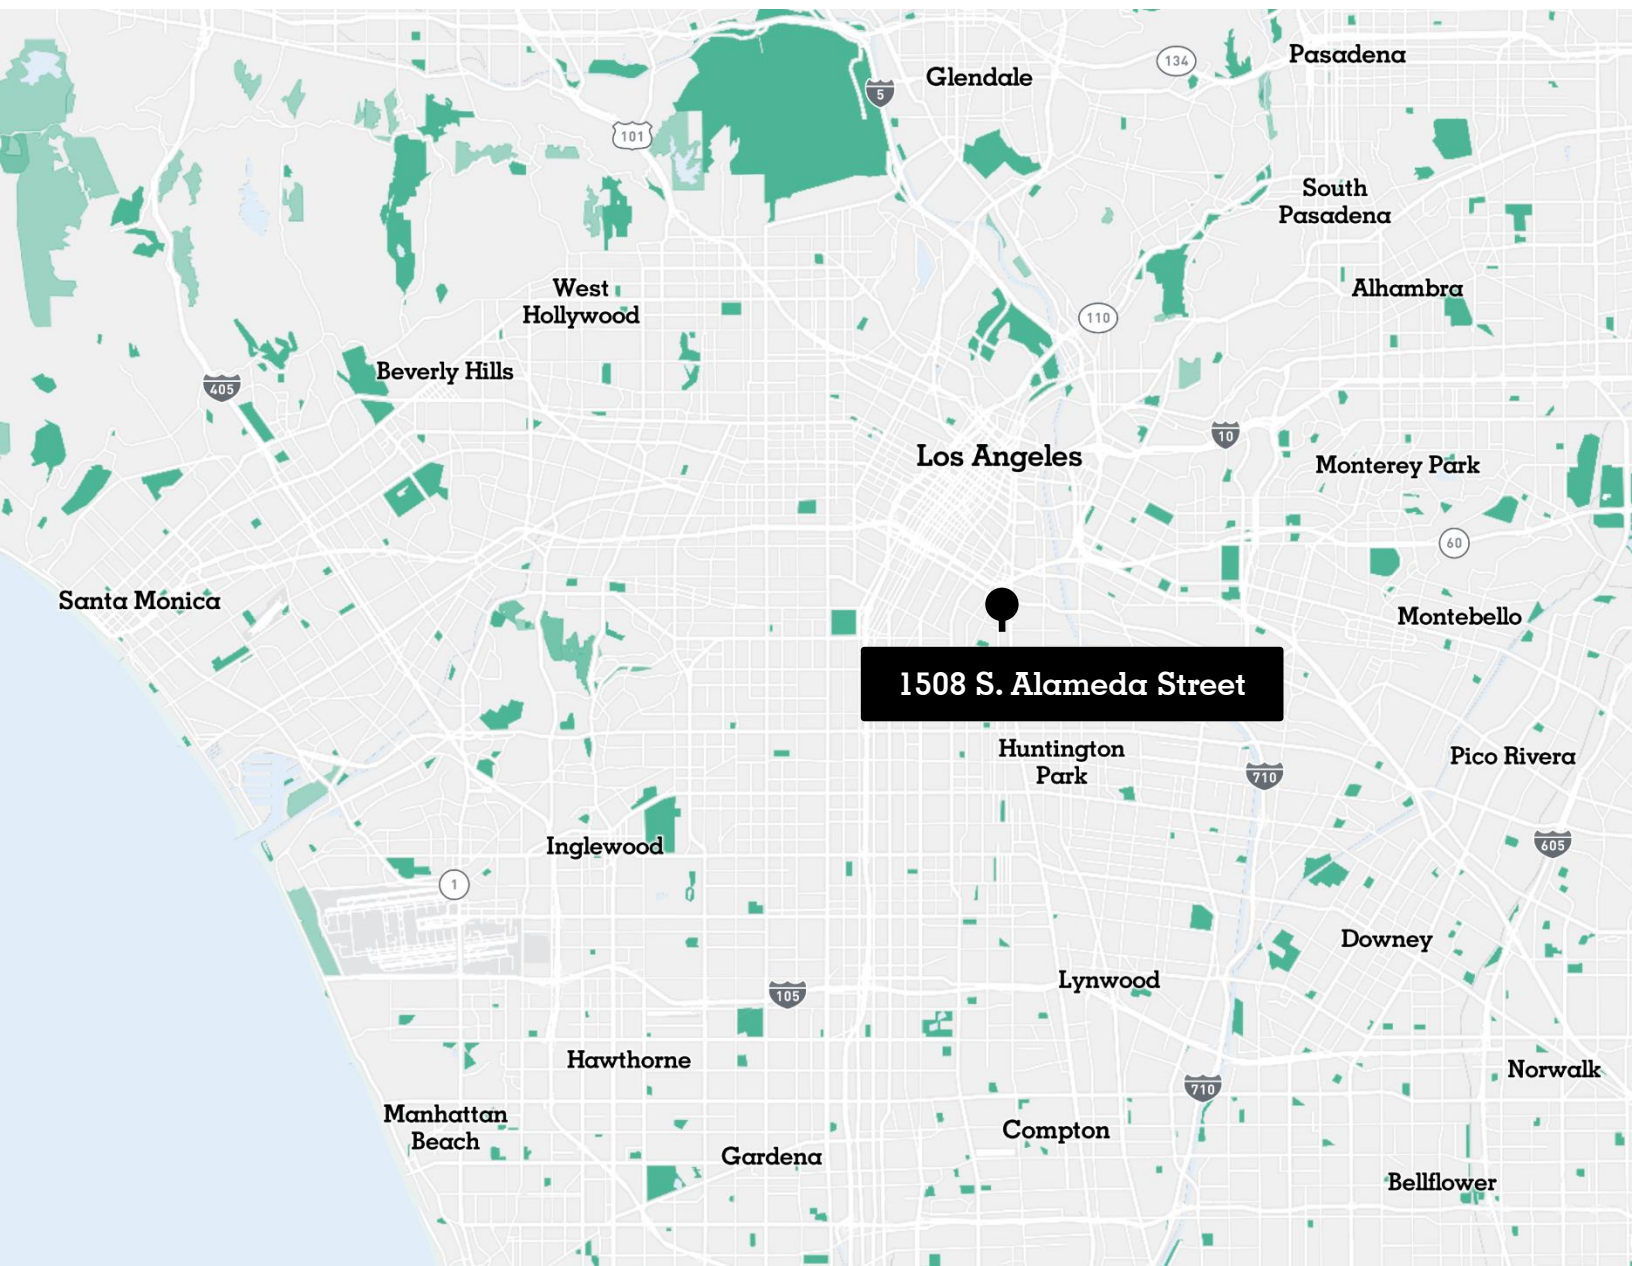 Pasadena
134
Glendale
5
101
South
Pasadena
West
Hollywood
Alhambra
110
Beverly Hills
405
10
Los Angeles
Monterey Park
60
Santa Monica
Montebello
1508 S. Alameda Street
Huntington
Park
Pico Rivera
710
Inglewood
605
1
Downey
Lynwood
105
Hawthorne
Norwalk
710
Manhattan
Beach
Compton
Gardena
Bellflower